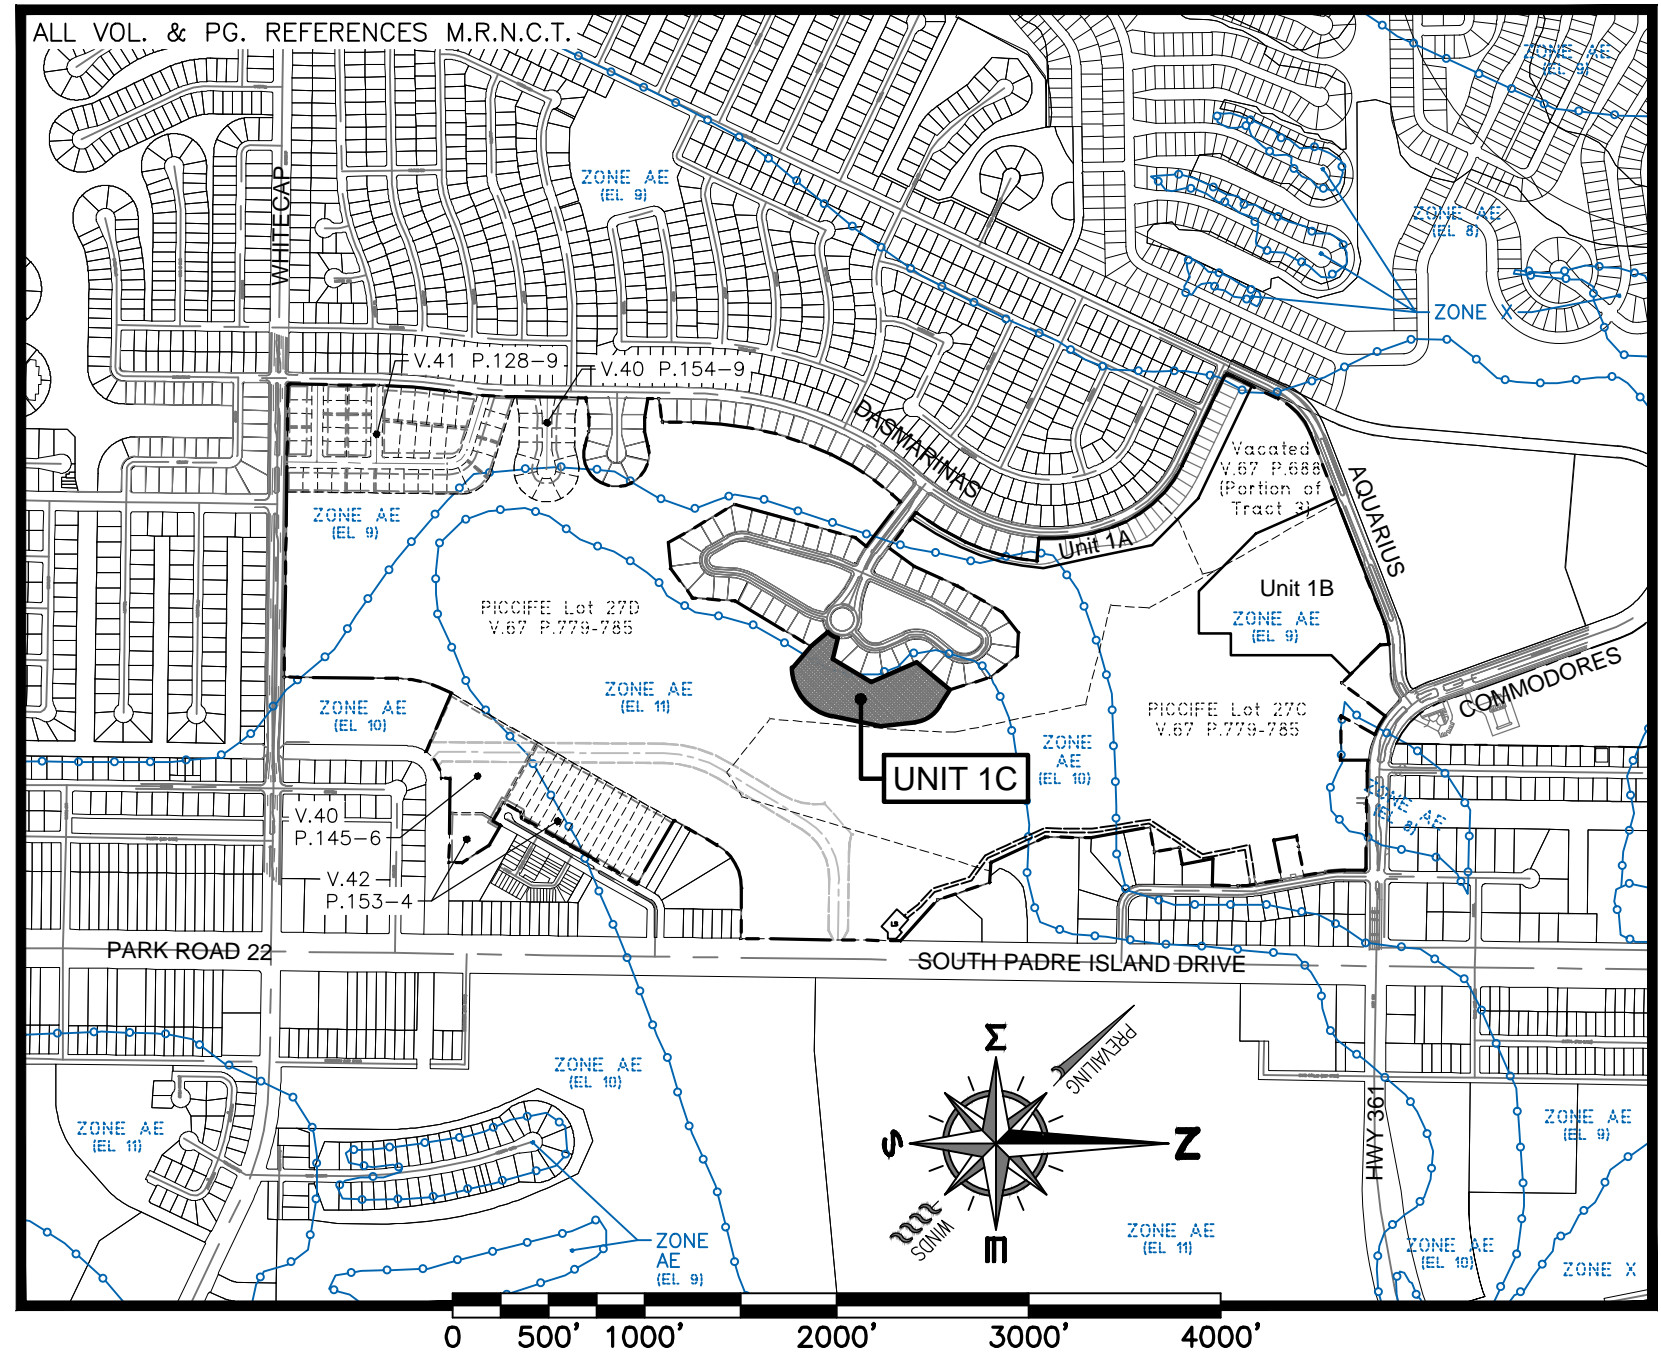 ALL VOL. & PG. REFERENCES M.R.N.C.T.
ZONE AE
(EL 9)
ZONE AE
(EL 9)
WHITECAP
ZONE AE
(EL 8)
ZONE X
V.41 P.128-9
V.40 P.154-9
DASMARINAS
Vacated
V.67 P.688
(Portion of
Tract 3)
AQUARIUS
ZONE AE
(EL 9)
Unit 1A
Unit 1B
ZONE AE
(EL 9)
PICCIFE Lot 27D
V.67 P.779-785
ZONE AE
(EL 11)
ZONE AE
(EL 10)
PICCIFE Lot 27C
V.67 P.779-785
COMMODORES
ZONE
AE
(EL 10)
UNIT 1C
ZONE AE
(EL 8)
V.40
P.145-6
V.42
P.153-4
PARK ROAD 22
SOUTH PADRE ISLAND DRIVE
PREVAILING
WINDS
N
S
E
W
HWY 361
ZONE AE
(EL 10)
ZONE AE
(EL 11)
ZONE AE
(EL 9)
ZONE
AE
(EL 9)
ZONE AE
(EL 11)
ZONE AE
(EL 10)
ZONE X
0 500' 1000' 2000' 3000' 4000'